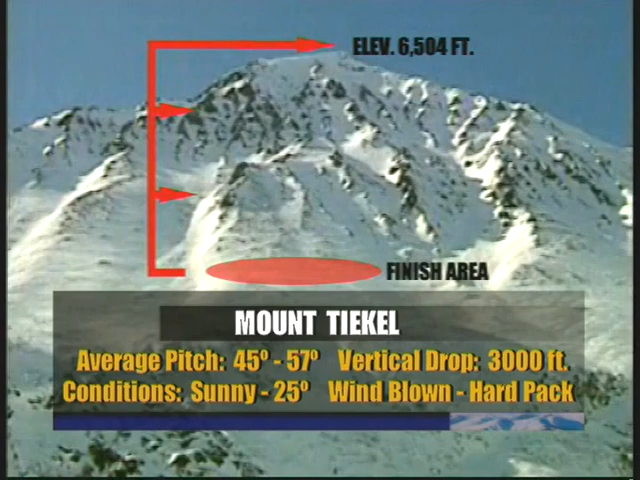 ELEV. 6,504 FT.
FINISH AREA
MOUNT TIEKEL
Average Pitch: 45º - 57º Vertical Drop: 3000 ft.
Conditions: Sunny - 25º Wind Blown - Hard Pack